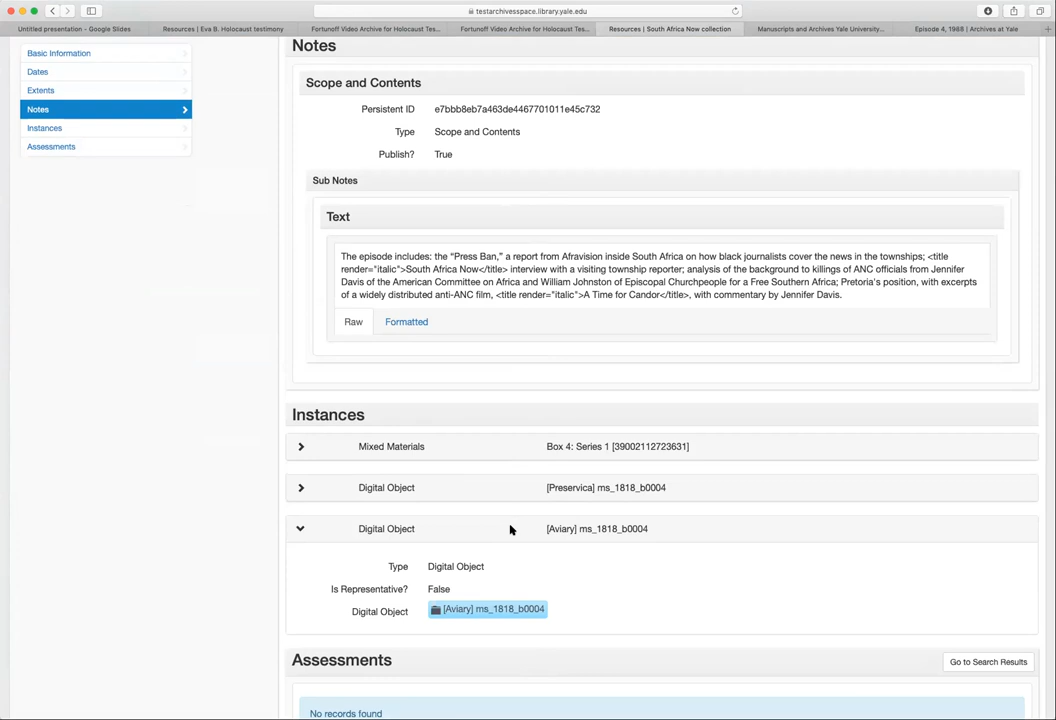 testarchivesspace.library.yale.edu
Untitled presentation - Google Slides
Resources | Eva B. Holocaust testimony
Fortunoff Video Archive for Holocaust Tes...
Fortunoff Video Archive for Holocaust Tes...
Resources | South Africa Now collection
Manuscripts and Archives Yale University...
Episode 4, 1988 | Archives at Yale
Basic Information
Dates
Extents
Notes
Instances
Assessments
Notes
Scope and Contents
Persistent ID e7bbb8eb7a463de4467701011e45c732
Type Scope and Contents
Publish? True
Sub Notes
Text
The episode includes: the “Press Ban,” a report from Afravision inside South Africa on how black journalists cover the news in the townships; <title
render="italic">South Africa Now</title> interview with a visiting township reporter; analysis of the background to killings of ANC officials from Jennifer
Davis of the American Committee on Africa and William Johnston of Episcopal Churchpeople for a Free Southern Africa; Pretoria's position, with excerpts
of a widely distributed anti-ANC film, <title render="italic">A Time for Candor</title>, with commentary by Jennifer Davis.
Raw Formatted
Instances
Mixed Materials Box 4: Series 1 [39002112723631]
Digital Object [Preservica] ms_1818_b0004
Digital Object [Aviary] ms_1818_b0004
Type Digital Object
Is Representative? False
Digital Object [Aviary] ms_1818_b0004
Assessments
Go to Search Results
No records found